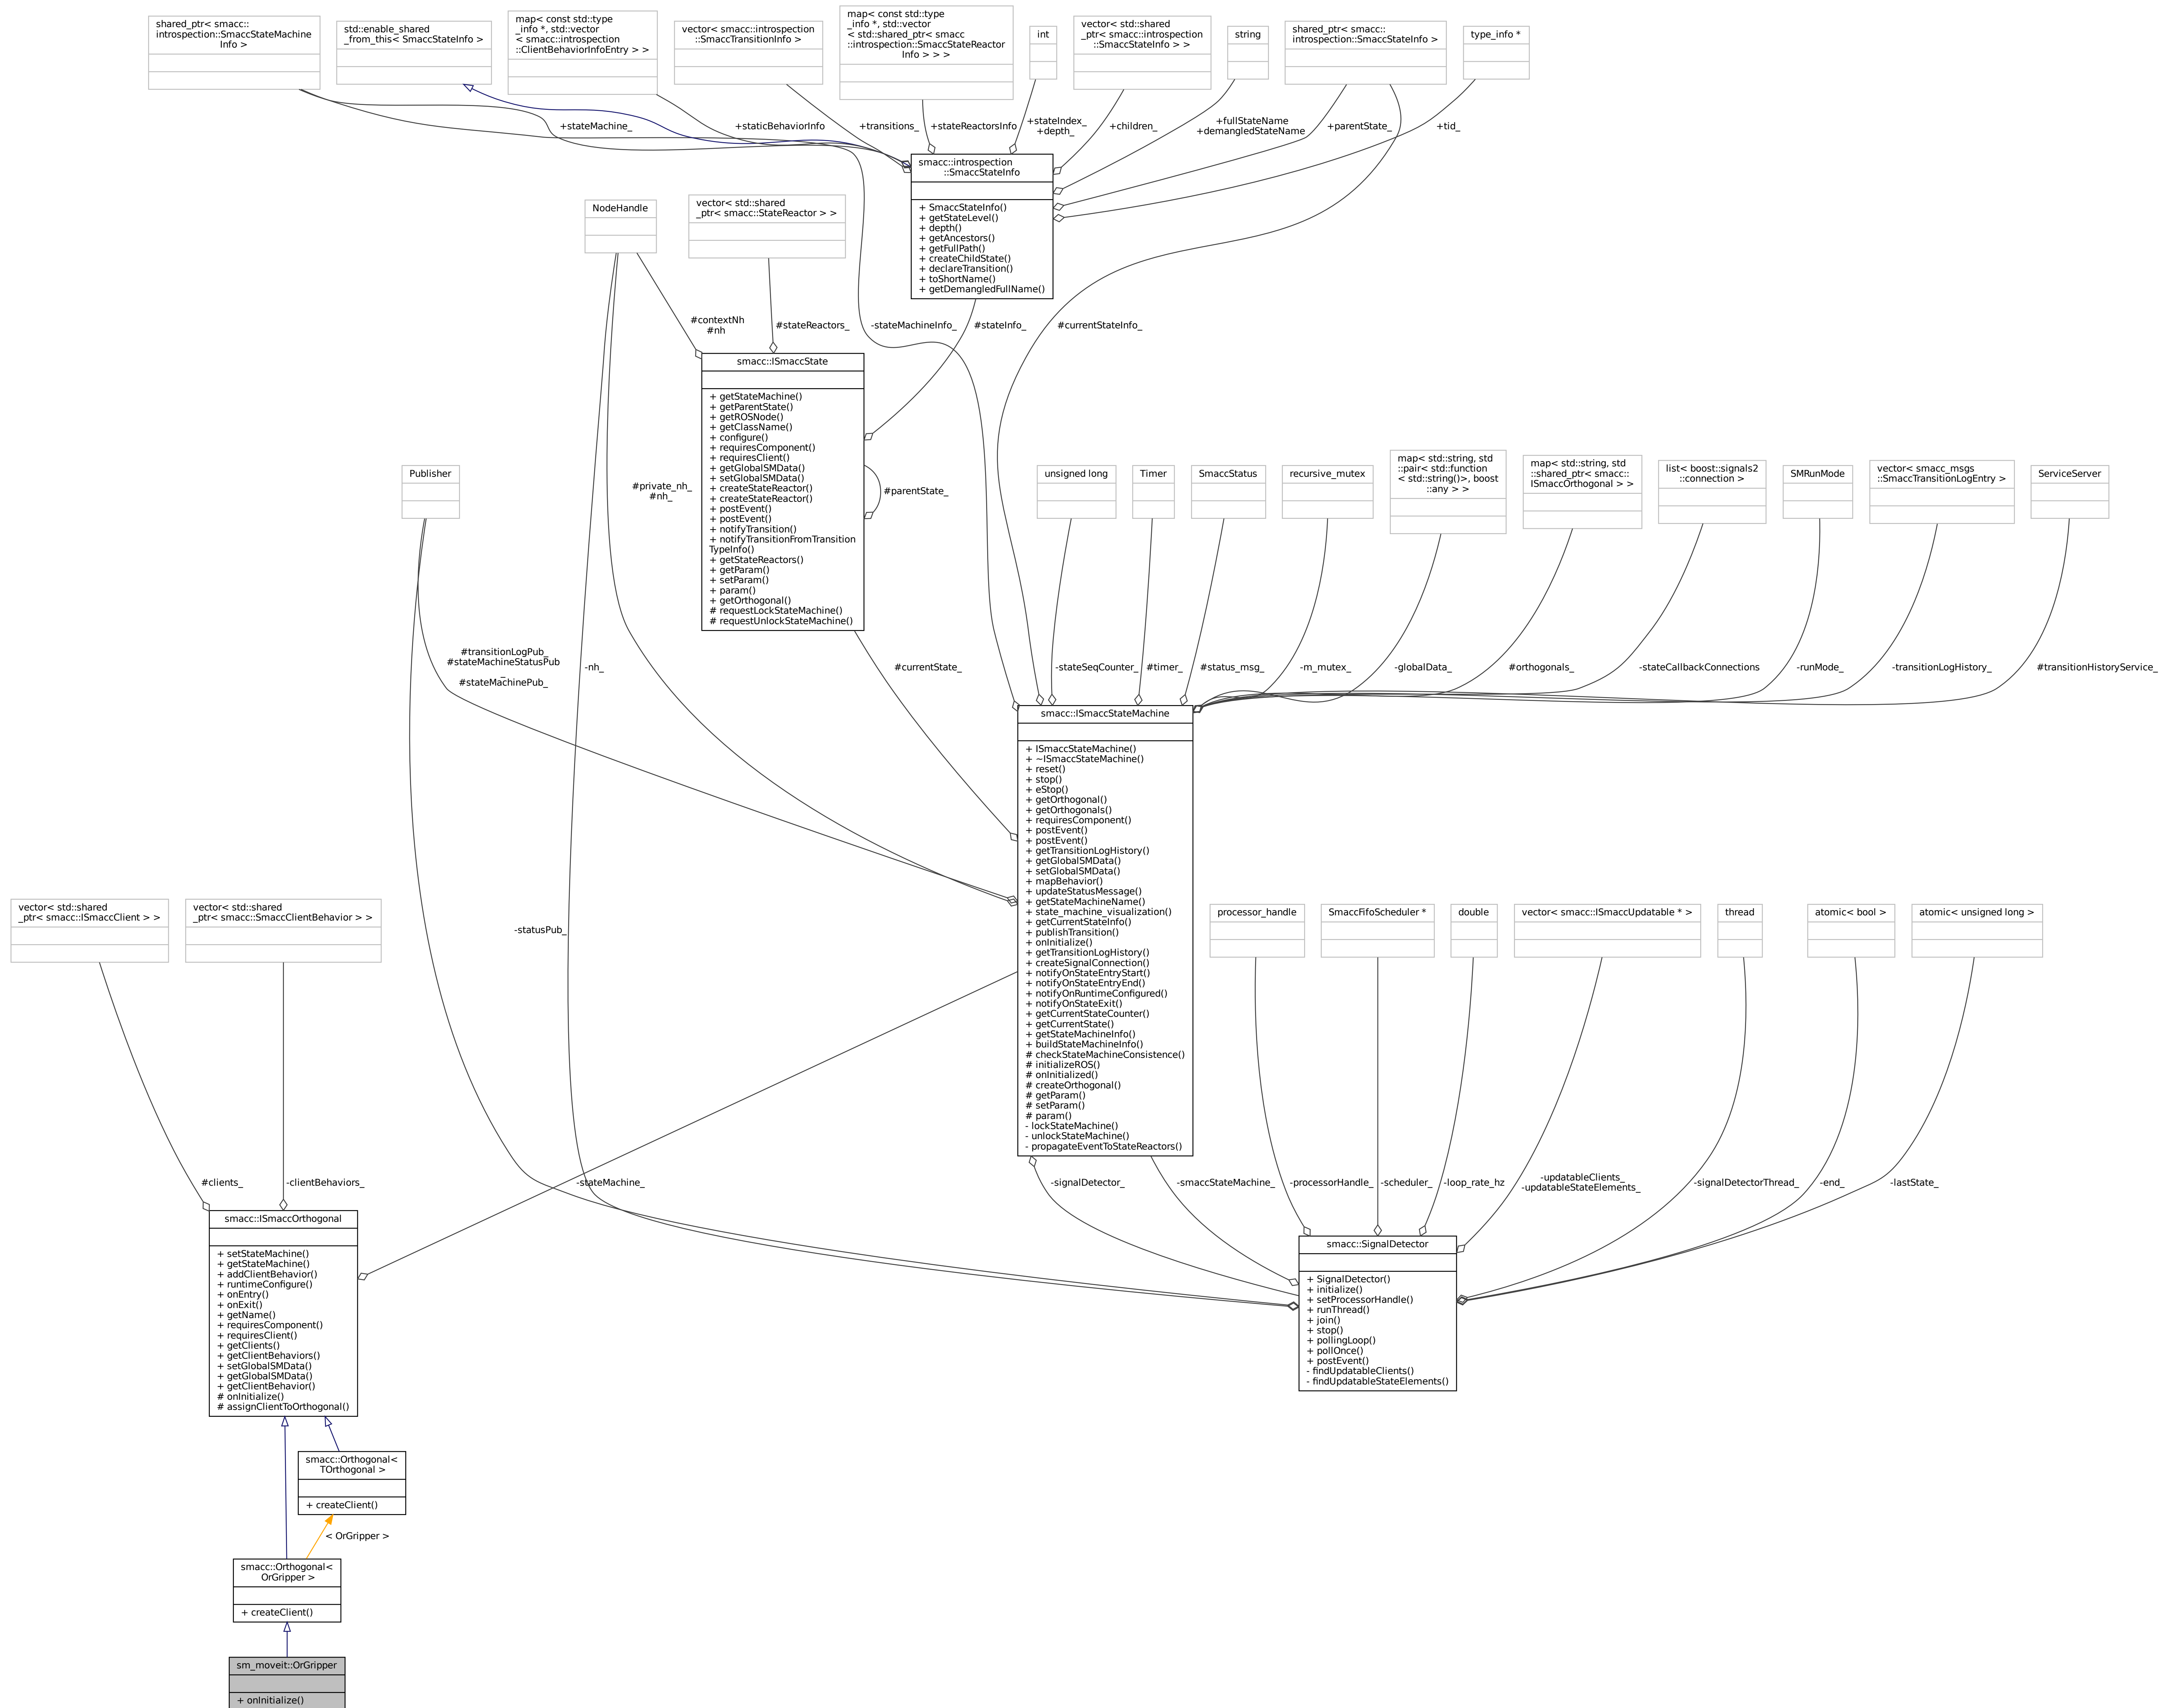 shared_ptr< smacc::
introspection::SmaccStateMachine
Info >
std::enable_shared
_from_this< SmaccStateInfo >
map< const std::type
_info *, std::vector
< smacc::introspection
::ClientBehaviorInfoEntry > >
vector< smacc::introspection
::SmaccTransitionInfo >
map< const std::type
_info *, std::vector
< std::shared_ptr< smacc
::introspection::SmaccStateReactor
Info > > >
int
vector< std::shared
_ptr< smacc::introspection
::SmaccStateInfo > >
string
shared_ptr< smacc::
introspection::SmaccStateInfo >
type_info *
+stateMachine_
+staticBehaviorInfo
+transitions_
+stateReactorsInfo
+stateIndex_
+depth_
+children_
+fullStateName
+demangledStateName
+parentState_
+tid_
smacc::introspection
::SmaccStateInfo
+ SmaccStateInfo()
+ getStateLevel()
+ depth()
+ getAncestors()
+ getFullPath()
+ createChildState()
+ declareTransition()
+ toShortName()
+ getDemangledFullName()
NodeHandle
vector< std::shared
_ptr< smacc::StateReactor > >
#contextNh
#nh
#stateReactors_
-stateMachineInfo_
#stateInfo_
#currentStateInfo_
smacc::ISmaccState
+ getStateMachine()
+ getParentState()
+ getROSNode()
+ getClassName()
+ configure()
+ requiresComponent()
+ requiresClient()
+ getGlobalSMData()
+ setGlobalSMData()
+ createStateReactor()
+ createStateReactor()
+ postEvent()
+ postEvent()
+ notifyTransition()
+ notifyTransitionFromTransition
TypeInfo()
+ getStateReactors()
+ getParam()
+ setParam()
+ param()
+ getOrthogonal()
# requestLockStateMachine()
# requestUnlockStateMachine()
#parentState_
Publisher
#private_nh_
#nh_
unsigned long
Timer
SmaccStatus
recursive_mutex
map< std::string, std
::pair< std::function
< std::string()>, boost
::any > >
map< std::string, std
::shared_ptr< smacc::
ISmaccOrthogonal > >
list< boost::signals2
::connection >
SMRunMode
vector< smacc_msgs
::SmaccTransitionLogEntry >
ServiceServer
#transitionLogPub_
#stateMachineStatusPub
_
#stateMachinePub_
-nh_
#currentState_
-stateSeqCounter_
#timer_
#status_msg_
-m_mutex_
-globalData_
#orthogonals_
-stateCallbackConnections
-runMode_
-transitionLogHistory_
#transitionHistoryService_
smacc::ISmaccStateMachine
+ ISmaccStateMachine()
+ ~ISmaccStateMachine()
+ reset()
+ stop()
+ eStop()
+ getOrthogonal()
+ getOrthogonals()
+ requiresComponent()
+ postEvent()
+ postEvent()
+ getTransitionLogHistory()
+ getGlobalSMData()
+ setGlobalSMData()
+ mapBehavior()
+ updateStatusMessage()
+ getStateMachineName()
+ state_machine_visualization()
+ getCurrentStateInfo()
+ publishTransition()
+ onInitialize()
+ getTransitionLogHistory()
+ createSignalConnection()
+ notifyOnStateEntryStart()
+ notifyOnStateEntryEnd()
+ notifyOnRuntimeConfigured()
+ notifyOnStateExit()
+ getCurrentStateCounter()
+ getCurrentState()
+ getStateMachineInfo()
+ buildStateMachineInfo()
# checkStateMachineConsistence()
# initializeROS()
# onInitialized()
# createOrthogonal()
# getParam()
# setParam()
# param()
- lockStateMachine()
- unlockStateMachine()
- propagateEventToStateReactors()
vector< std::shared
_ptr< smacc::ISmaccClient > >
vector< std::shared
_ptr< smacc::SmaccClientBehavior > >
-statusPub_
processor_handle
SmaccFifoScheduler *
double
vector< smacc::ISmaccUpdatable * >
thread
atomic< bool >
atomic< unsigned long >
#clients_
-clientBehaviors_
-stateMachine_
-signalDetector_
-smaccStateMachine_
-processorHandle_
-scheduler_
-loop_rate_hz
-updatableClients_
-updatableStateElements_
-signalDetectorThread_
-end_
-lastState_
smacc::ISmaccOrthogonal
+ setStateMachine()
+ getStateMachine()
+ addClientBehavior()
+ runtimeConfigure()
+ onEntry()
+ onExit()
+ getName()
+ requiresComponent()
+ requiresClient()
+ getClients()
+ getClientBehaviors()
+ setGlobalSMData()
+ getGlobalSMData()
+ getClientBehavior()
# onInitialize()
# assignClientToOrthogonal()
smacc::SignalDetector
+ SignalDetector()
+ initialize()
+ setProcessorHandle()
+ runThread()
+ join()
+ stop()
+ pollingLoop()
+ pollOnce()
+ postEvent()
- findUpdatableClients()
- findUpdatableStateElements()
smacc::Orthogonal<
TOrthogonal >
+ createClient()
< OrGripper >
smacc::Orthogonal<
OrGripper >
+ createClient()
sm_moveit::OrGripper
+ onInitialize()